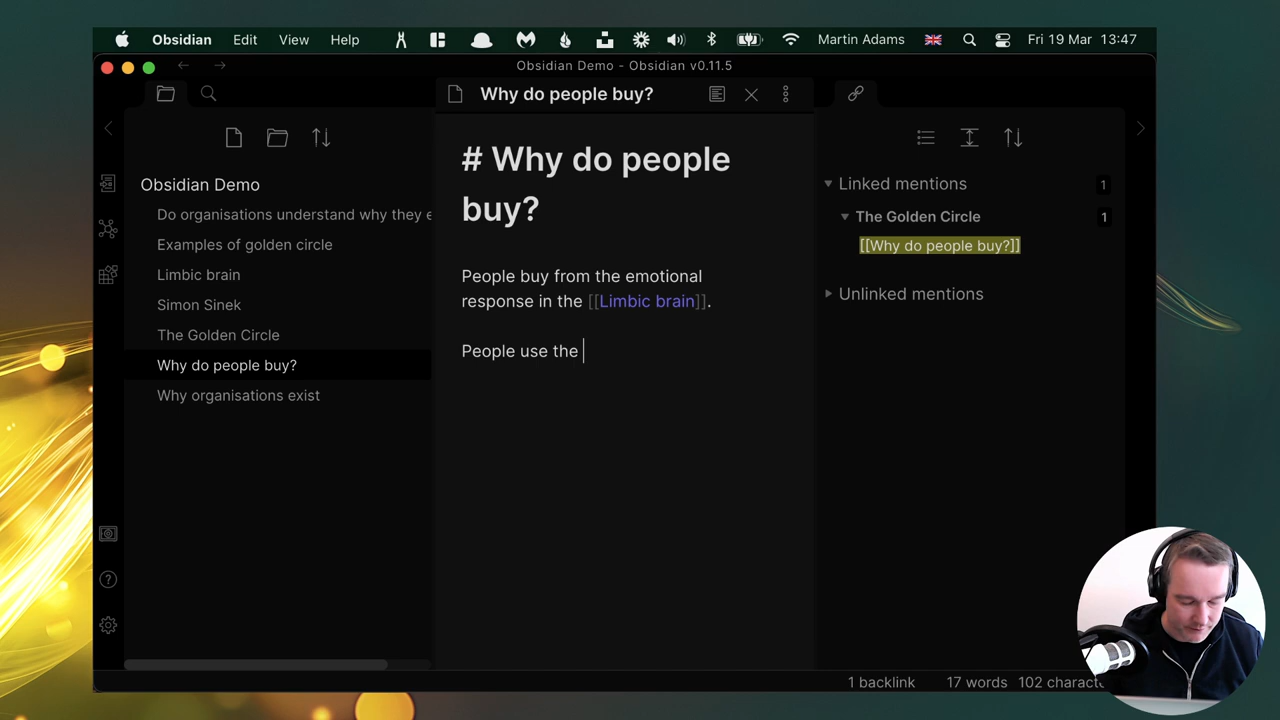 Obsidian Edit View Help Martin Adams Fri 19 Mar 13:47
Obsidian Demo - Obsidian v0.11.5
Why do people buy?
Obsidian Demo
Do organisations understand why they e
Examples of golden circle
Limbic brain
Simon Sinek
The Golden Circle
Why do people buy?
Why organisations exist
# Why do people
buy?
People buy from the emotional
response in the [[Limbic brain]].
People use the
Linked mentions 1
The Golden Circle 1
[[Why do people buy?]]
Unlinked mentions
1 backlink 17 words 102 characte